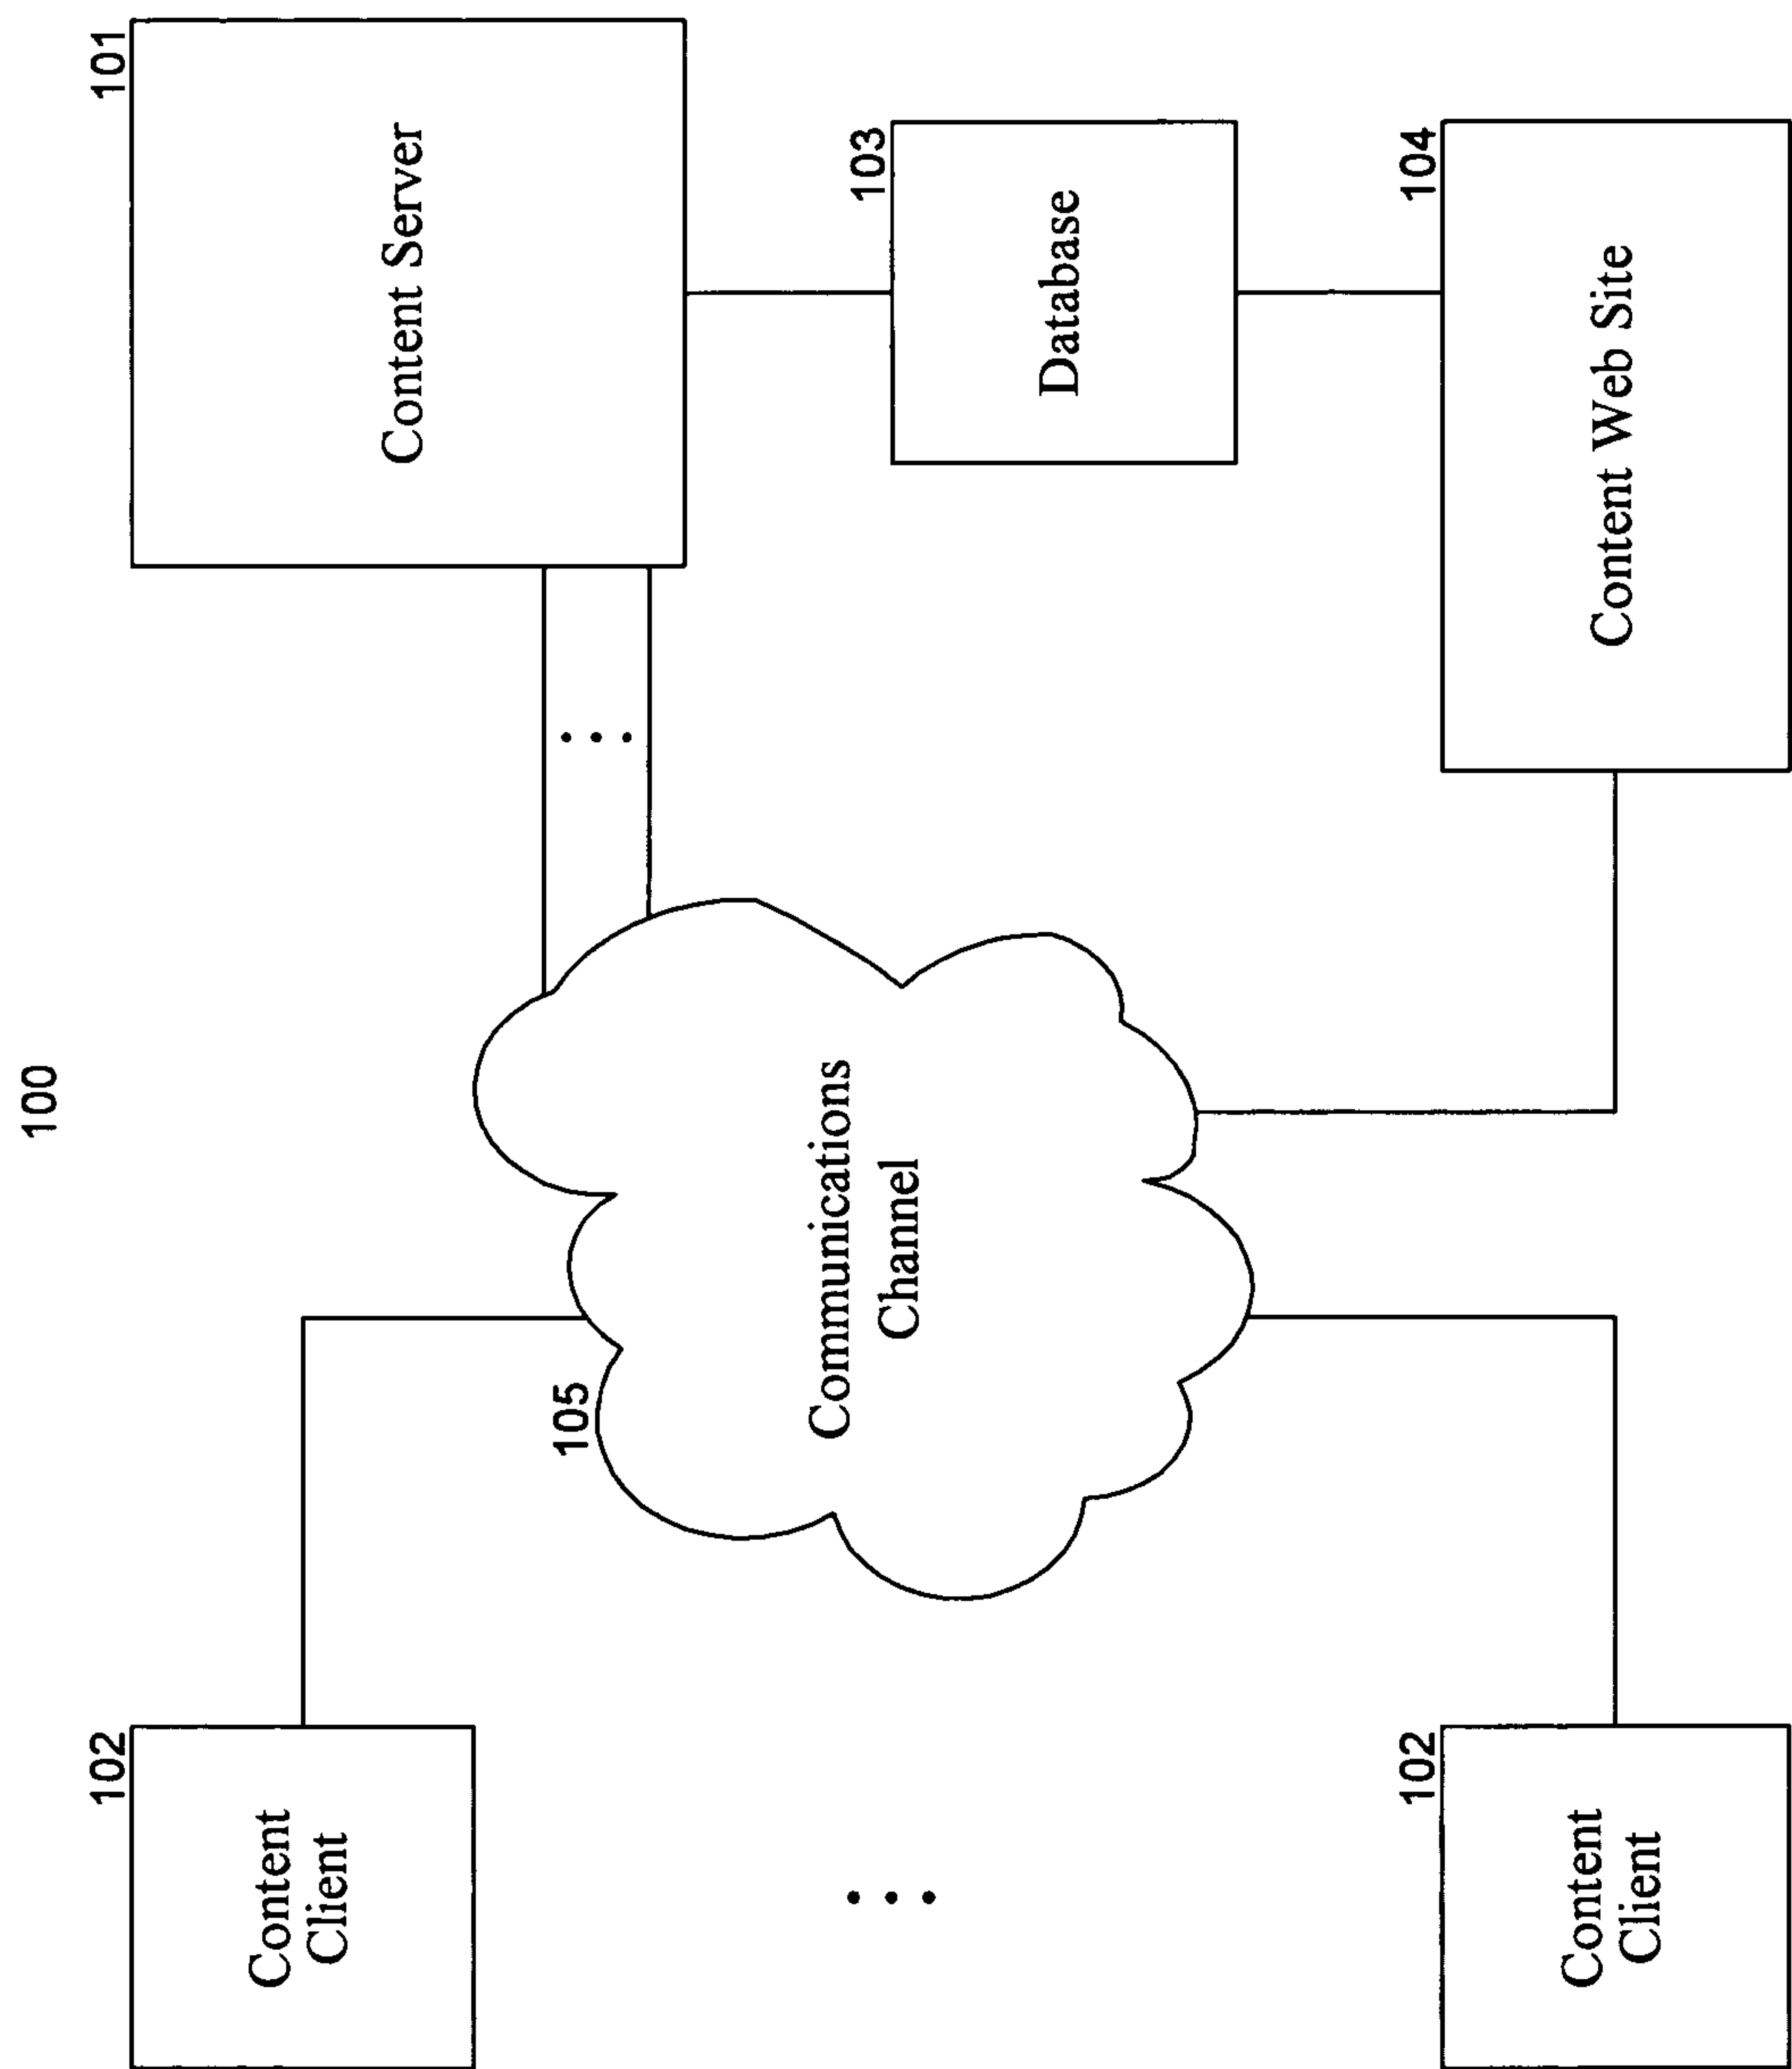 100
101
Content Server
103
Database
104
Content Web Site
105
Communications
Channel
102
Content
Client
102
Content
Client